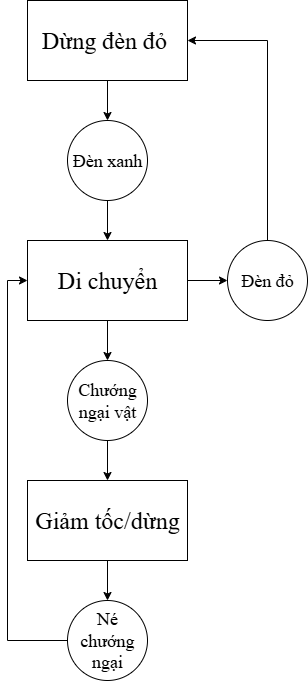 Dừng đèn đỏ
Đèn xanh
Di chuyển
Đèn đỏ
Chướng
ngại vật
Giảm tốc/dừng
Né
chướng
ngại